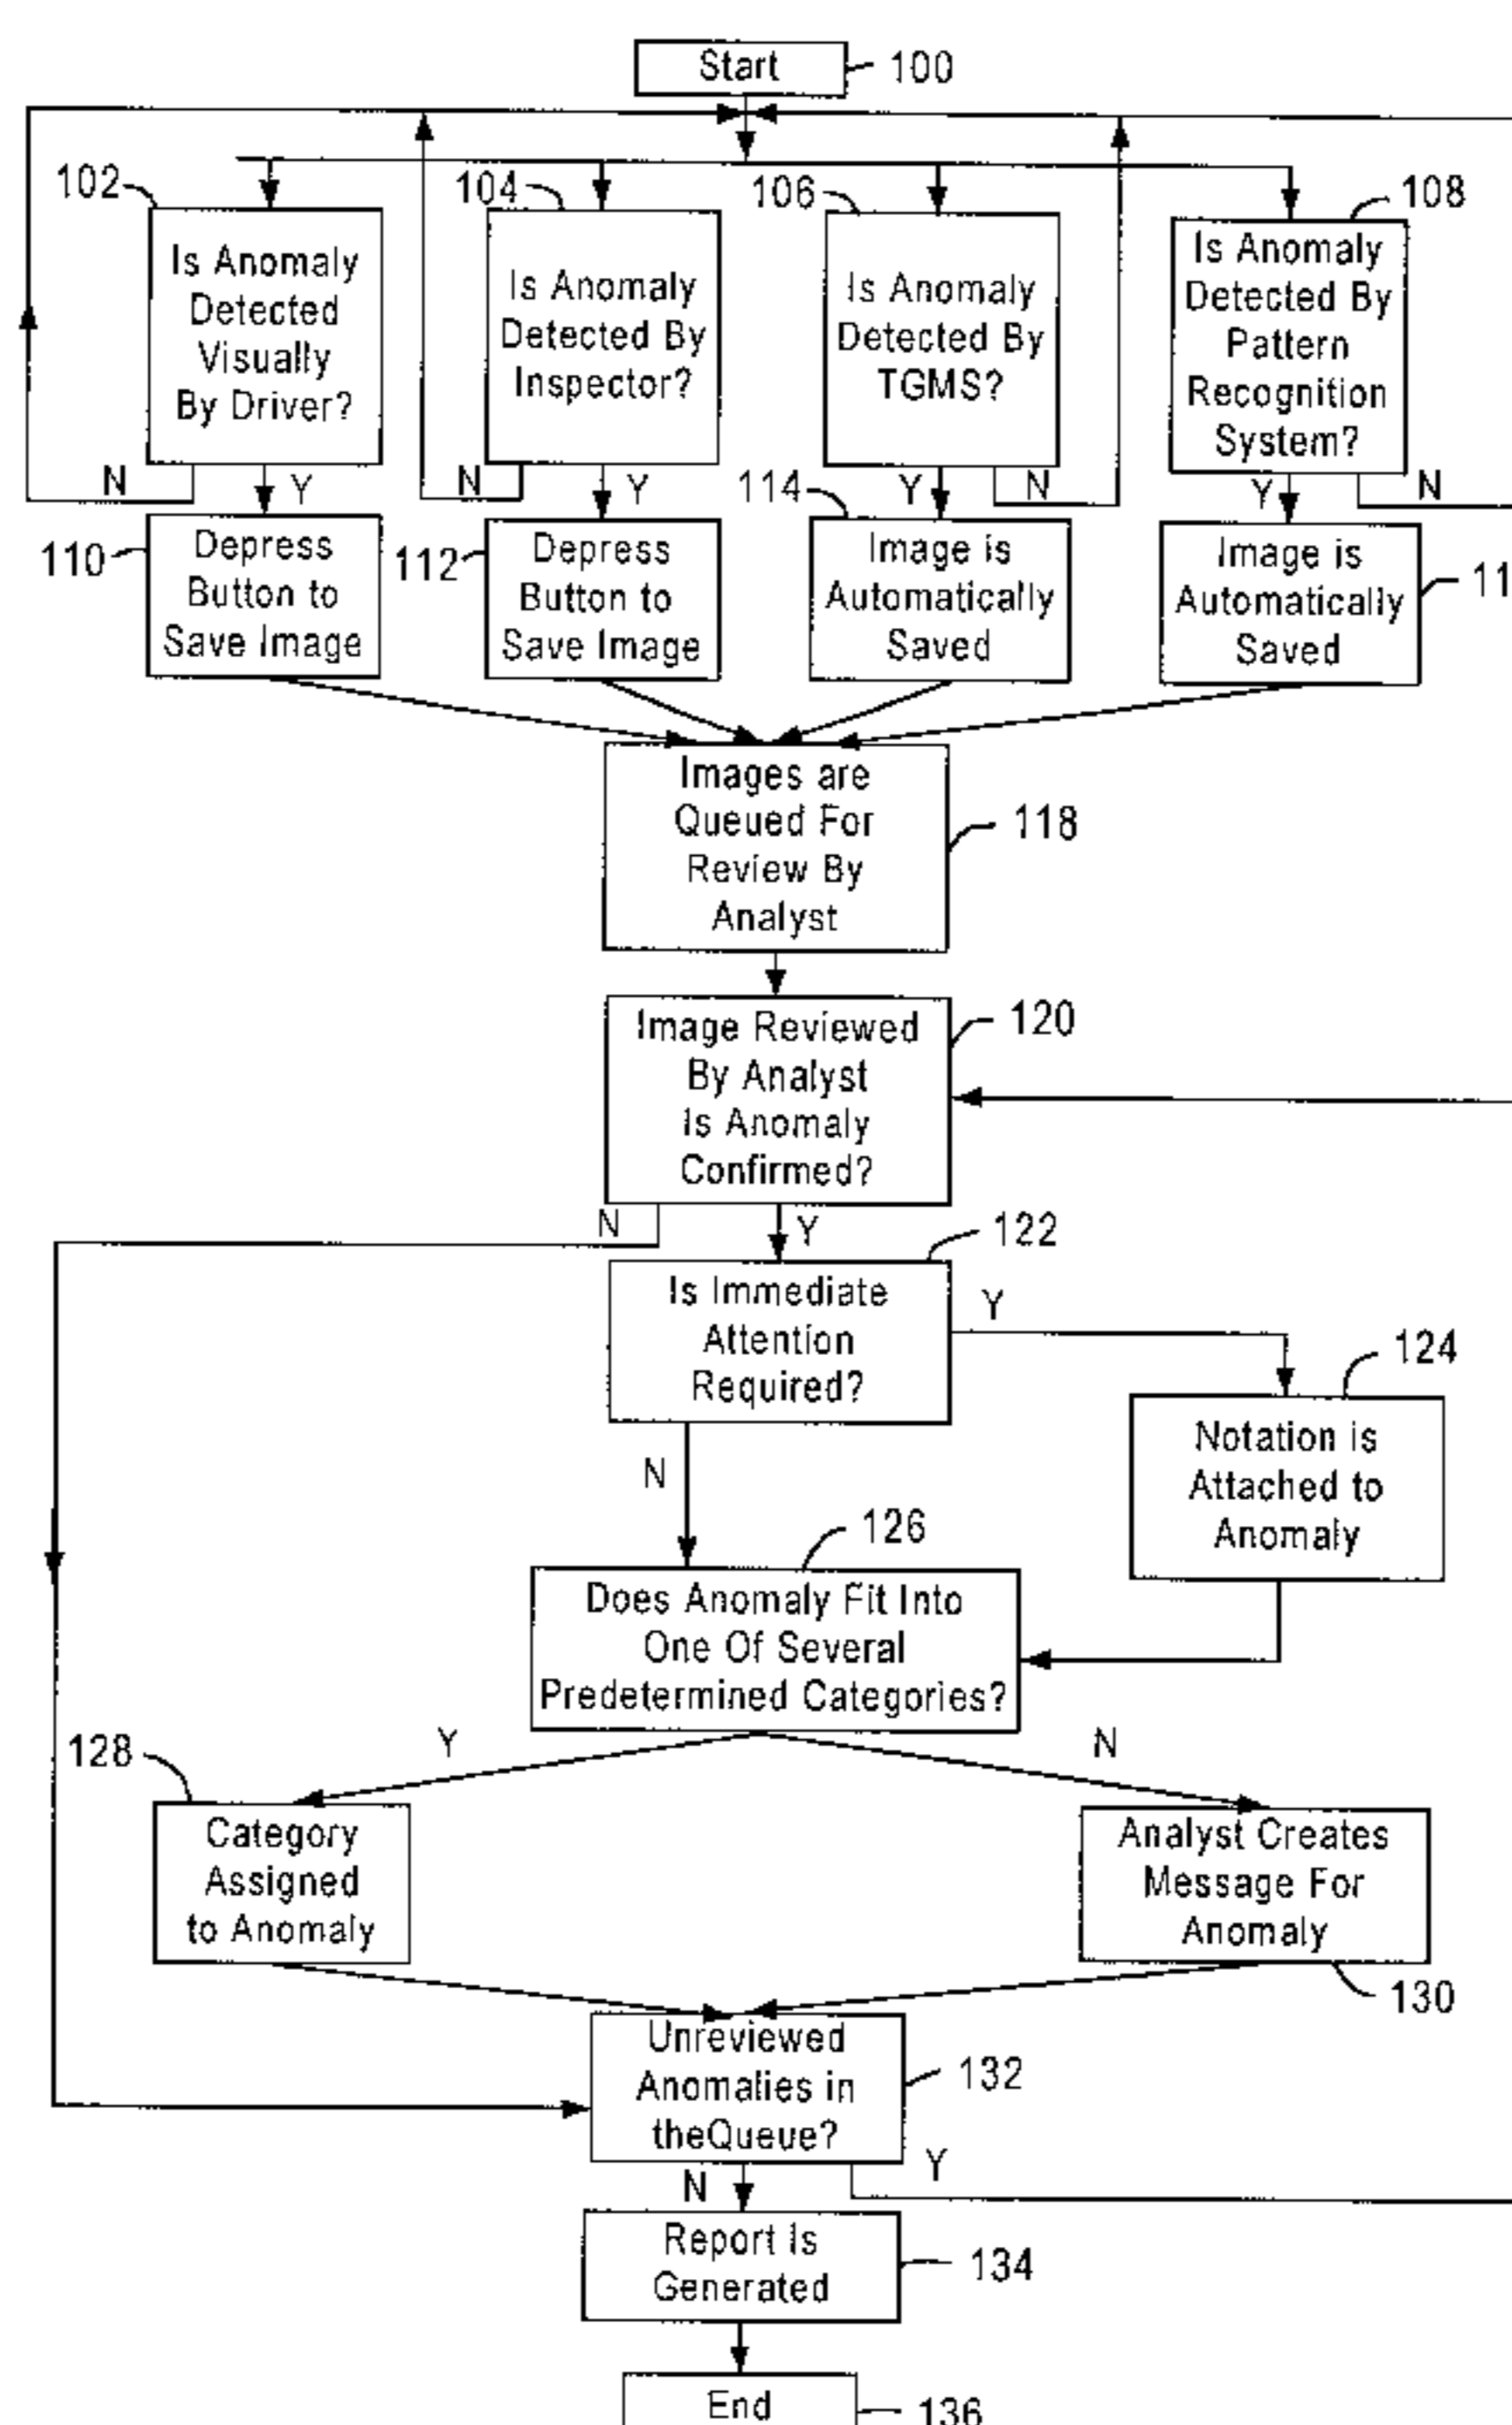 Start
100
102
104
106
108
Is Anomaly
Detected
Visually
By Driver?
Is Anomaly
Detected By
Inspector?
Is Anomaly
Detected By
TGMS?
Is Anomaly
Detected By
Pattern
Recognition
System?
N
Y
N
Y
114
Y
N
Y
N
110
Depress
Button to
Save Image
112
Depress
Button to
Save Image
Image is
Automatically
Saved
Image is
Automatically
Saved
11
Images are
Queued For
Review By
Analyst
118
Image Reviewed
By Analyst
Is Anomaly
Confirmed?
120
N
Y
122
Is Immediate
Attention
Required?
Y
124
Notation is
Attached to
Anomaly
N
126
Does Anomaly Fit Into
One Of Several
Predetermined Categories?
Y
N
128
Category
Assigned
to Anomaly
Analyst Creates
Message For
Anomaly
130
Unreviewed
Anomalies in
theQueue?
132
N
Y
Report Is
Generated
134
End
136